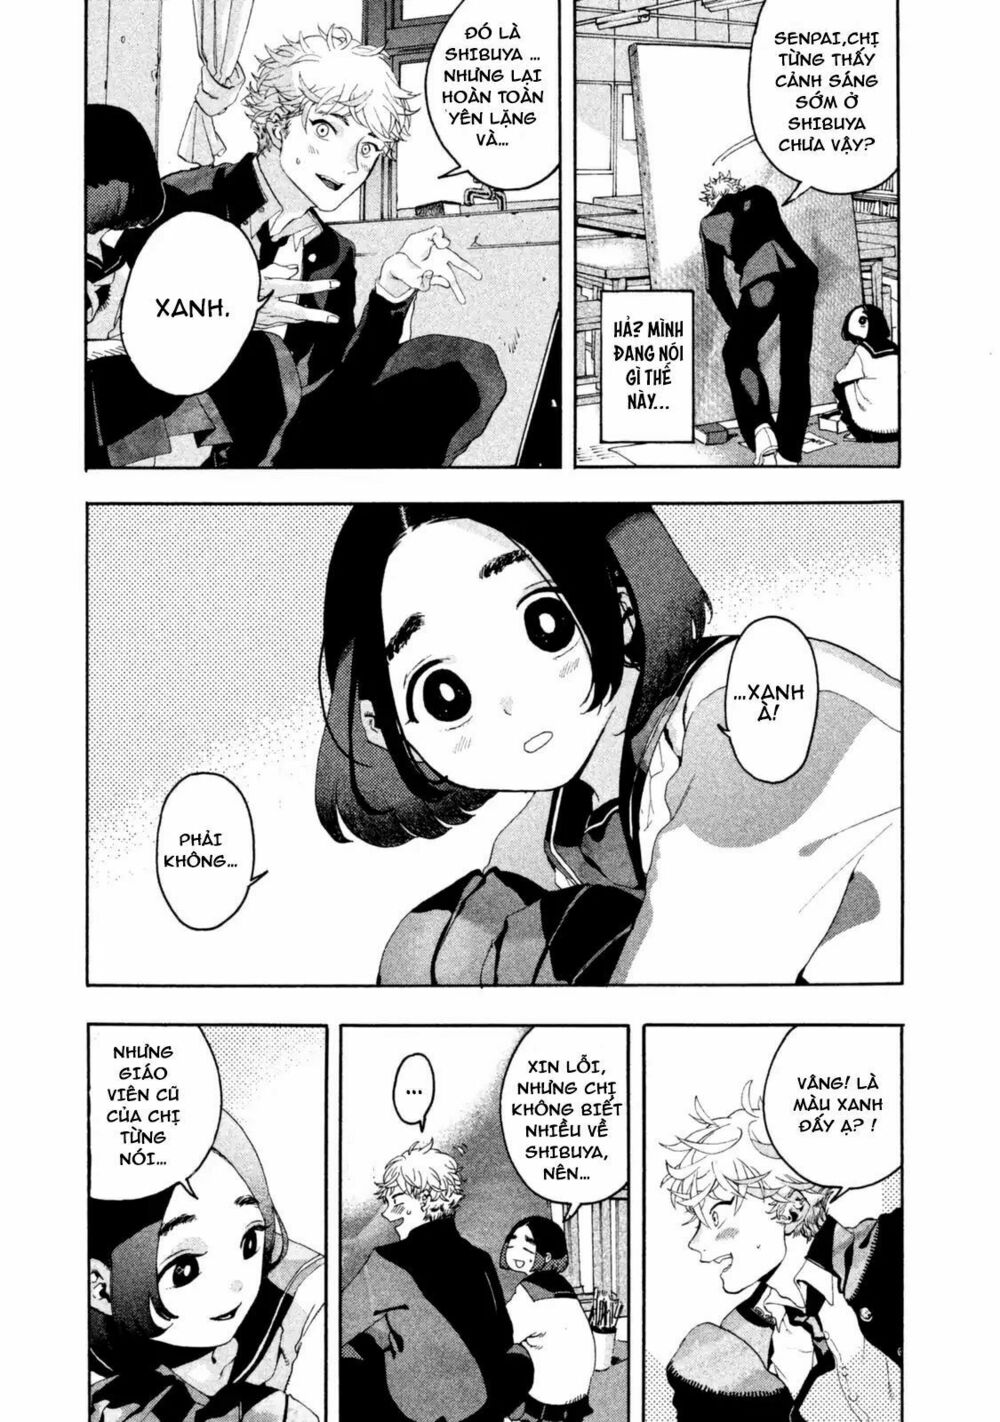 SENPAI,CHỊ
TỪNG THẤY
CẢNH SÁNG
SỚM Ở
SHIBUYA
CHƯA VẬY?
HẢ? MÌNH
ĐANG NÓI
GÌ THẾ
NÀY...
ĐÓ LÀ
SHIBUYA ...
NHƯNG LẠI
HOÀN TOÀN
YÊN LẶNG
VÀ...
XANH.
...XANH
À!
PHẢI
KHÔNG...
VÂNG! LÀ
MÀU XANH
ĐẤY Ạ? !
XIN LỖI,
NHƯNG CHỊ
KHÔNG BIẾT
NHIỀU VỀ
SHIBUYA,
NÊN...
...
NHƯNG
GIÁO
VIÊN CŨ
CỦA CHỊ
TỪNG
NÓI...